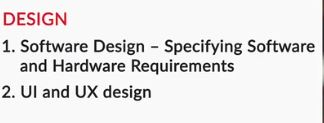 DESIGN
1. Software Design – Specifying Software
and Hardware Requirements
2. UI and UX design